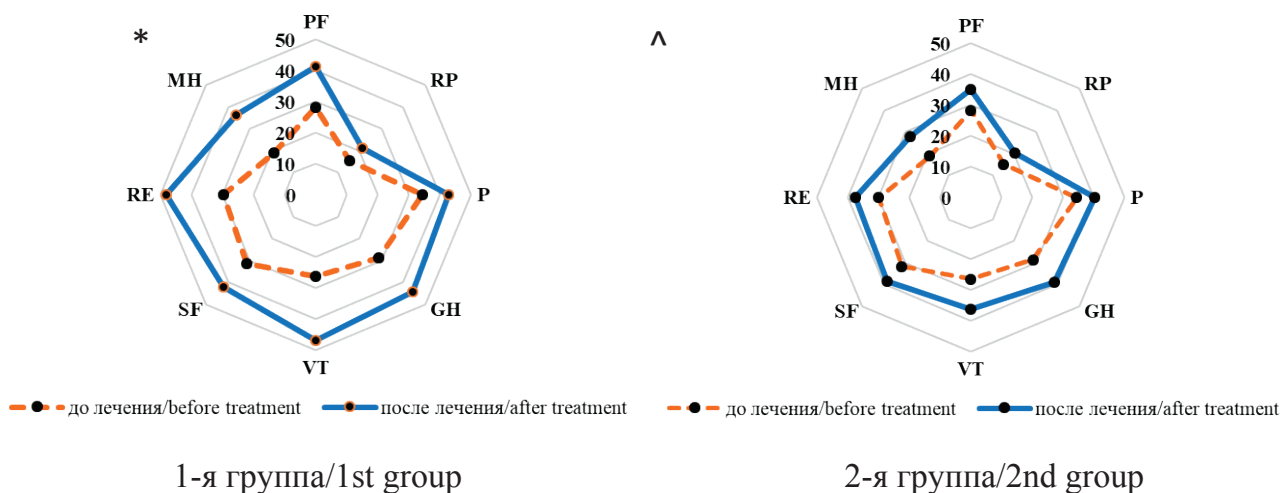 *
PF
50
40
30
20
10
0
RP
P
GH
VT
SF
RE
MH
до лечения/before treatment
после лечения/after treatment
1-я группа/1st group
^
PF
50
40
30
20
10
0
RP
P
GH
VT
SF
RE
MH
до лечения/before treatment
после лечения/after treatment
2-я группа/2nd group